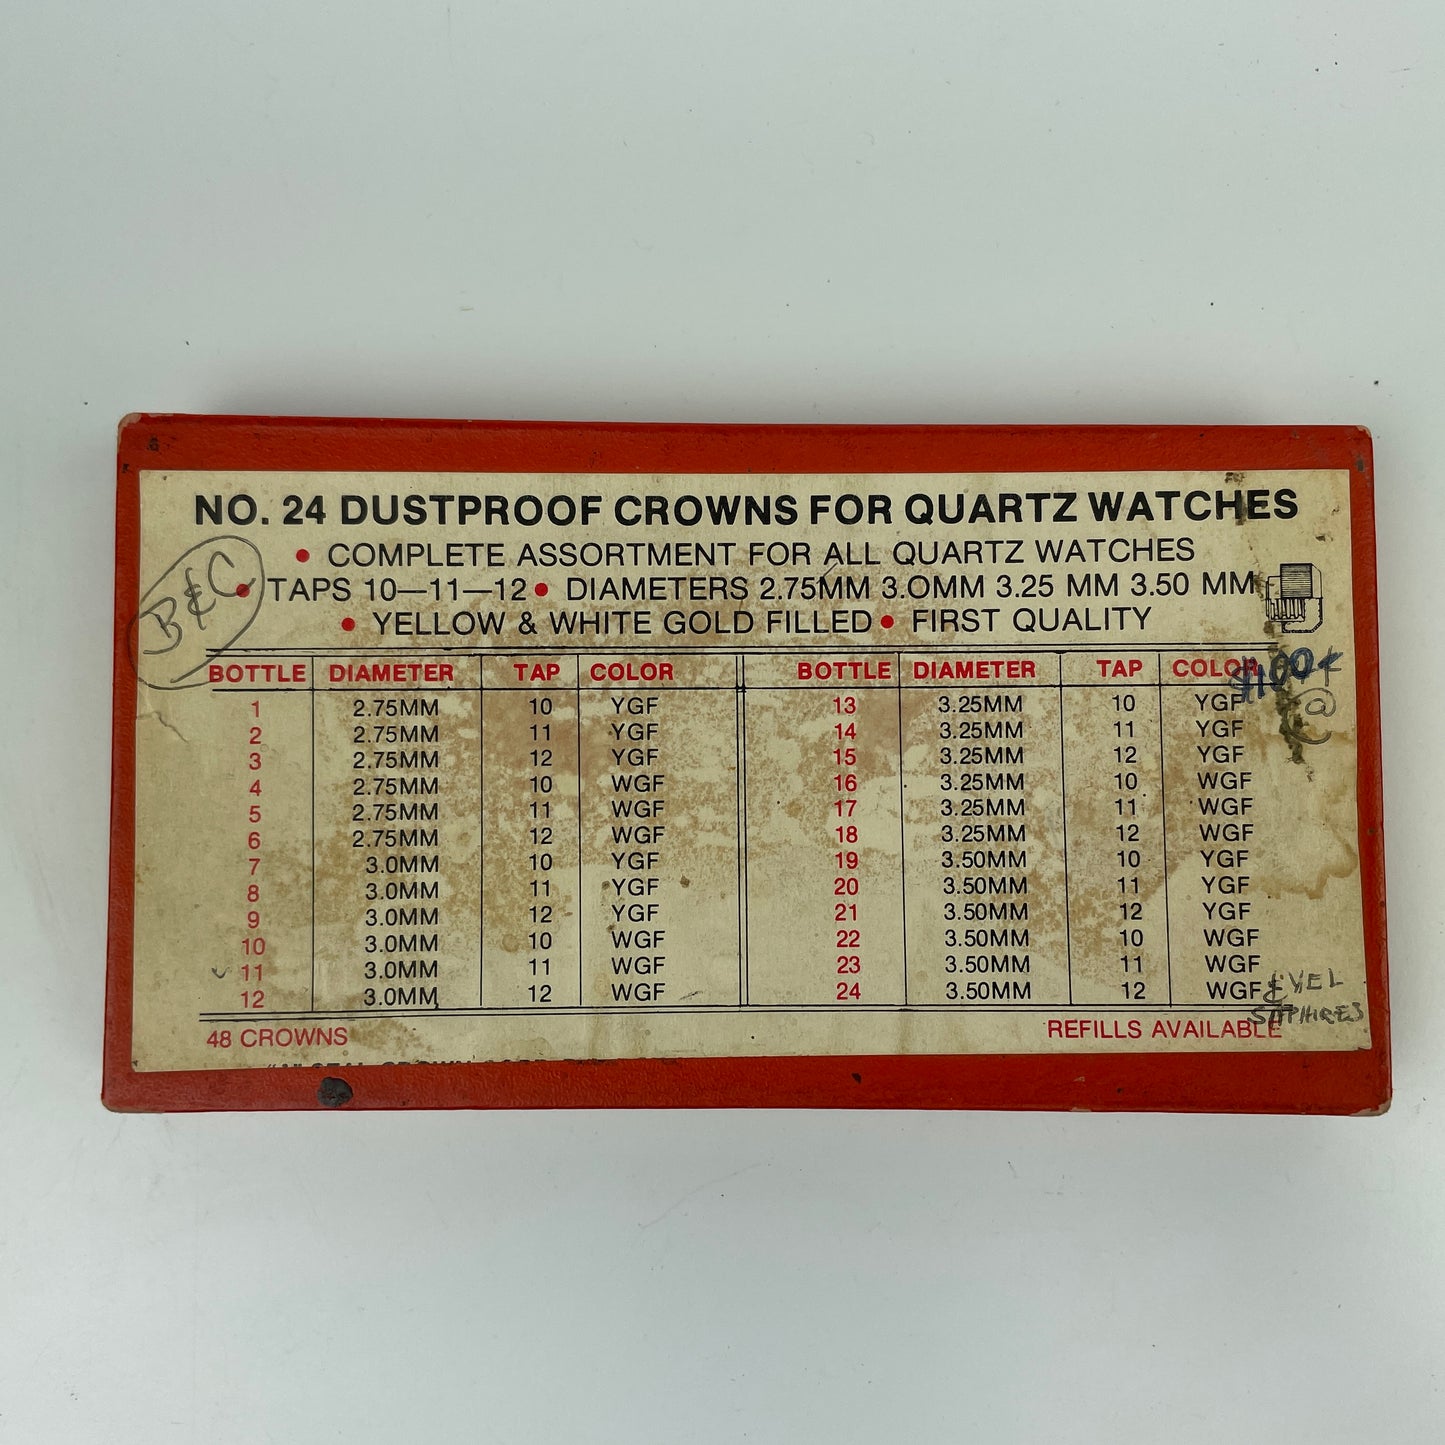 NO. 24 DUSTPROOF CROWNS FOR QUARTZ WATCHES
• COMPLETE ASSORTMENT FOR ALL QUARTZ WATCHES
• TAPS 10—11—12 • DIAMETERS 2.75MM 3.0MM 3.25 MM 3.50 MM
• YELLOW & WHITE GOLD FILLED • FIRST QUALITY
B&C
BOTTLE DIAMETER TAP COLOR BOTTLE DIAMETER TAP COLOR
1 2.75MM 10 YGF 13 3.25MM 10 YGF
2 2.75MM 11 YGF 14 3.25MM 11 YGF
3 2.75MM 12 YGF 15 3.25MM 12 YGF
4 2.75MM 10 WGF 16 3.25MM 10 WGF
5 2.75MM 11 WGF 17 3.25MM 11 WGF
6 2.75MM 12 WGF 18 3.25MM 12 WGF
7 3.0MM 10 YGF 19 3.50MM 10 YGF
8 3.0MM 11 YGF 20 3.50MM 11 YGF
9 3.0MM 12 YGF 21 3.50MM 12 YGF
10 3.0MM 10 WGF 22 3.50MM 10 WGF
11 3.0MM 11 WGF 23 3.50MM 11 WGF
12 3.0MM 12 WGF 24 3.50MM 12 WGF
48 CROWNS REFILLS AVAILABLE
@